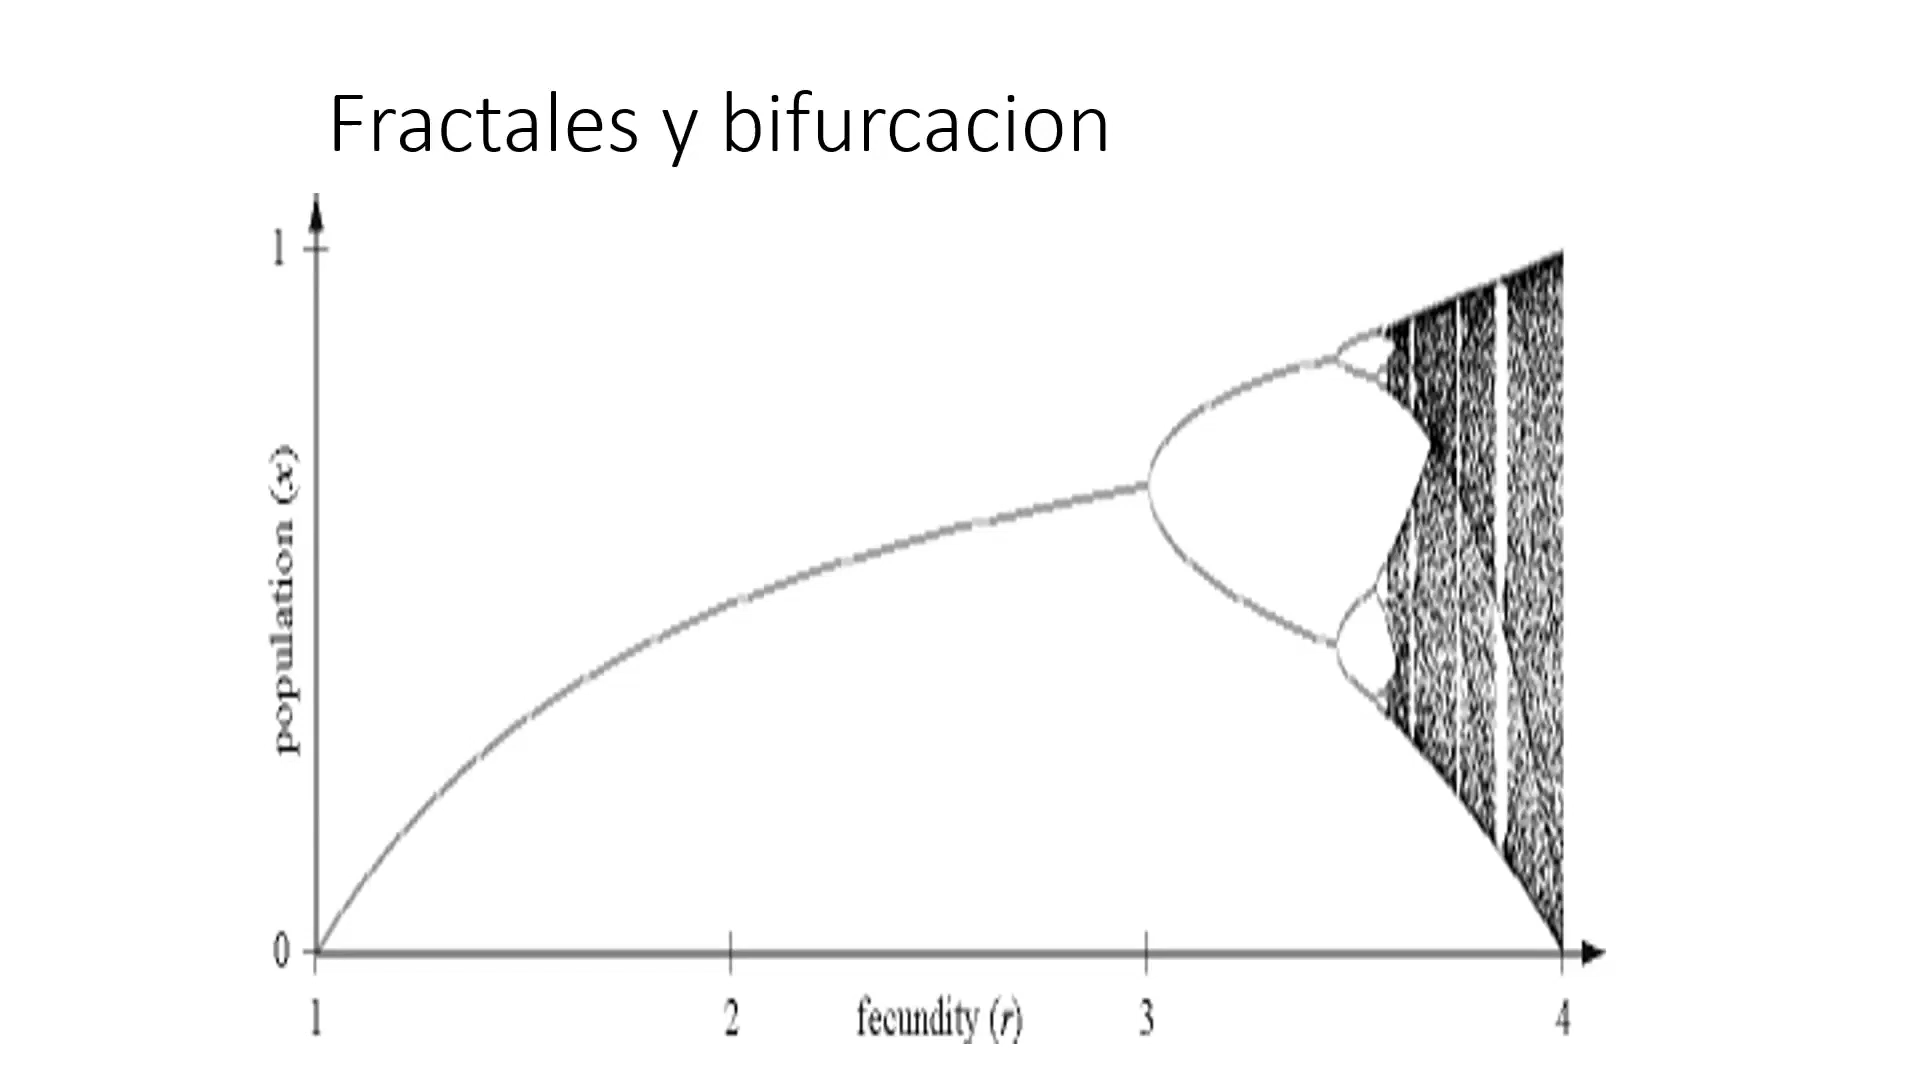 Fractales y bifurcacion
1
population (x)
0
1
2
fecundity (r)
3
4